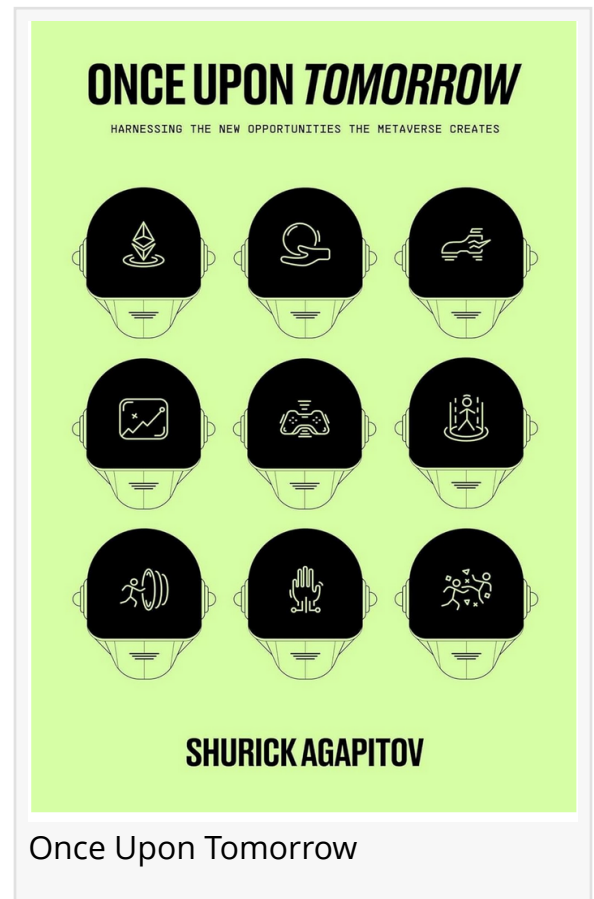 ONCE UPON TOMORROW
HARNESSING THE NEW OPPORTUNITIES THE METAVERSE CREATES
SHURICK AGAPITOV
Once Upon Tomorrow